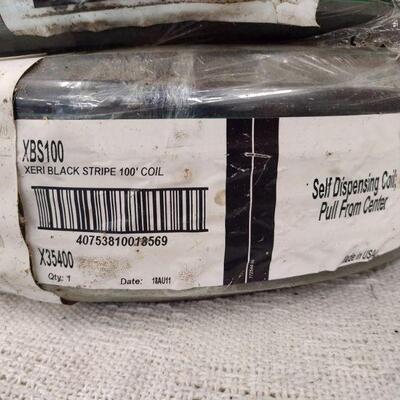 XBS100
XERI BLACK STRIPE 100' COIL
40753810013569
X35400
Qty: 1 Date: 18AU11
Self Dispensing Coil,
Pull From Center
Made in USA